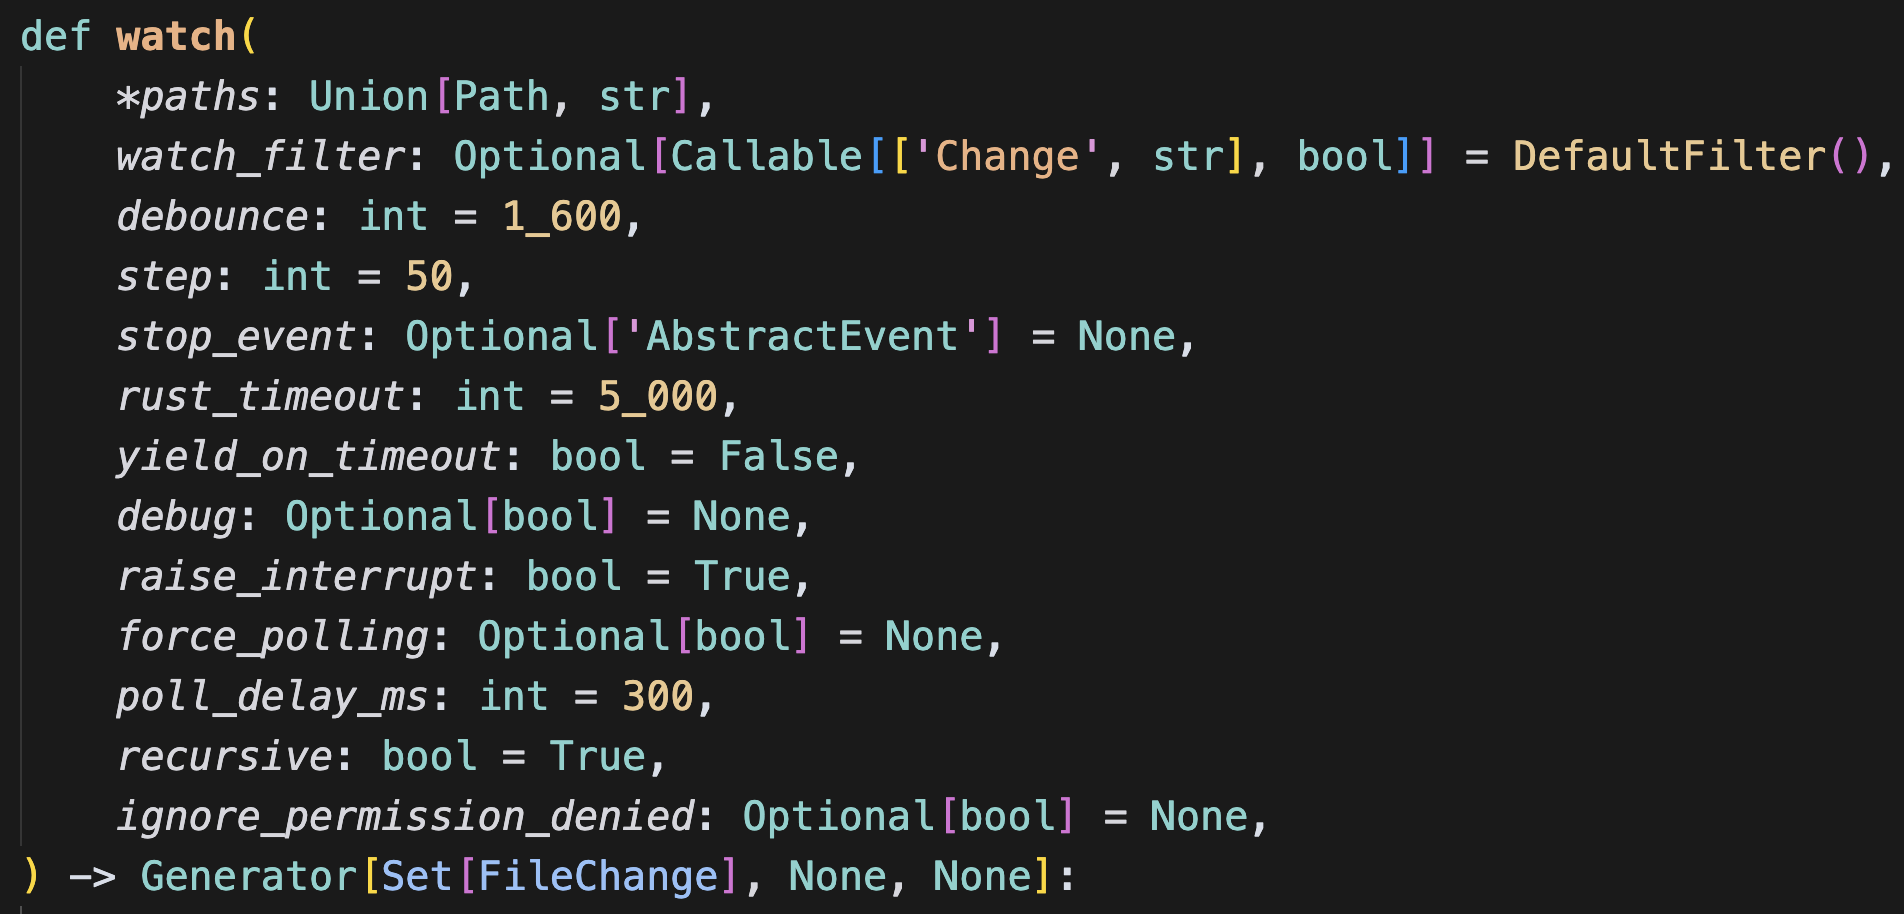 def watch(
    *paths: Union[Path, str],
    watch_filter: Optional[Callable[['Change', str], bool]] = DefaultFilter(),
    debounce: int = 1_600,
    step: int = 50,
    stop_event: Optional['AbstractEvent'] = None,
    rust_timeout: int = 5_000,
    yield_on_timeout: bool = False,
    debug: Optional[bool] = None,
    raise_interrupt: bool = True,
    force_polling: Optional[bool] = None,
    poll_delay_ms: int = 300,
    recursive: bool = True,
    ignore_permission_denied: Optional[bool] = None,
) -> Generator[Set[FileChange], None, None]: